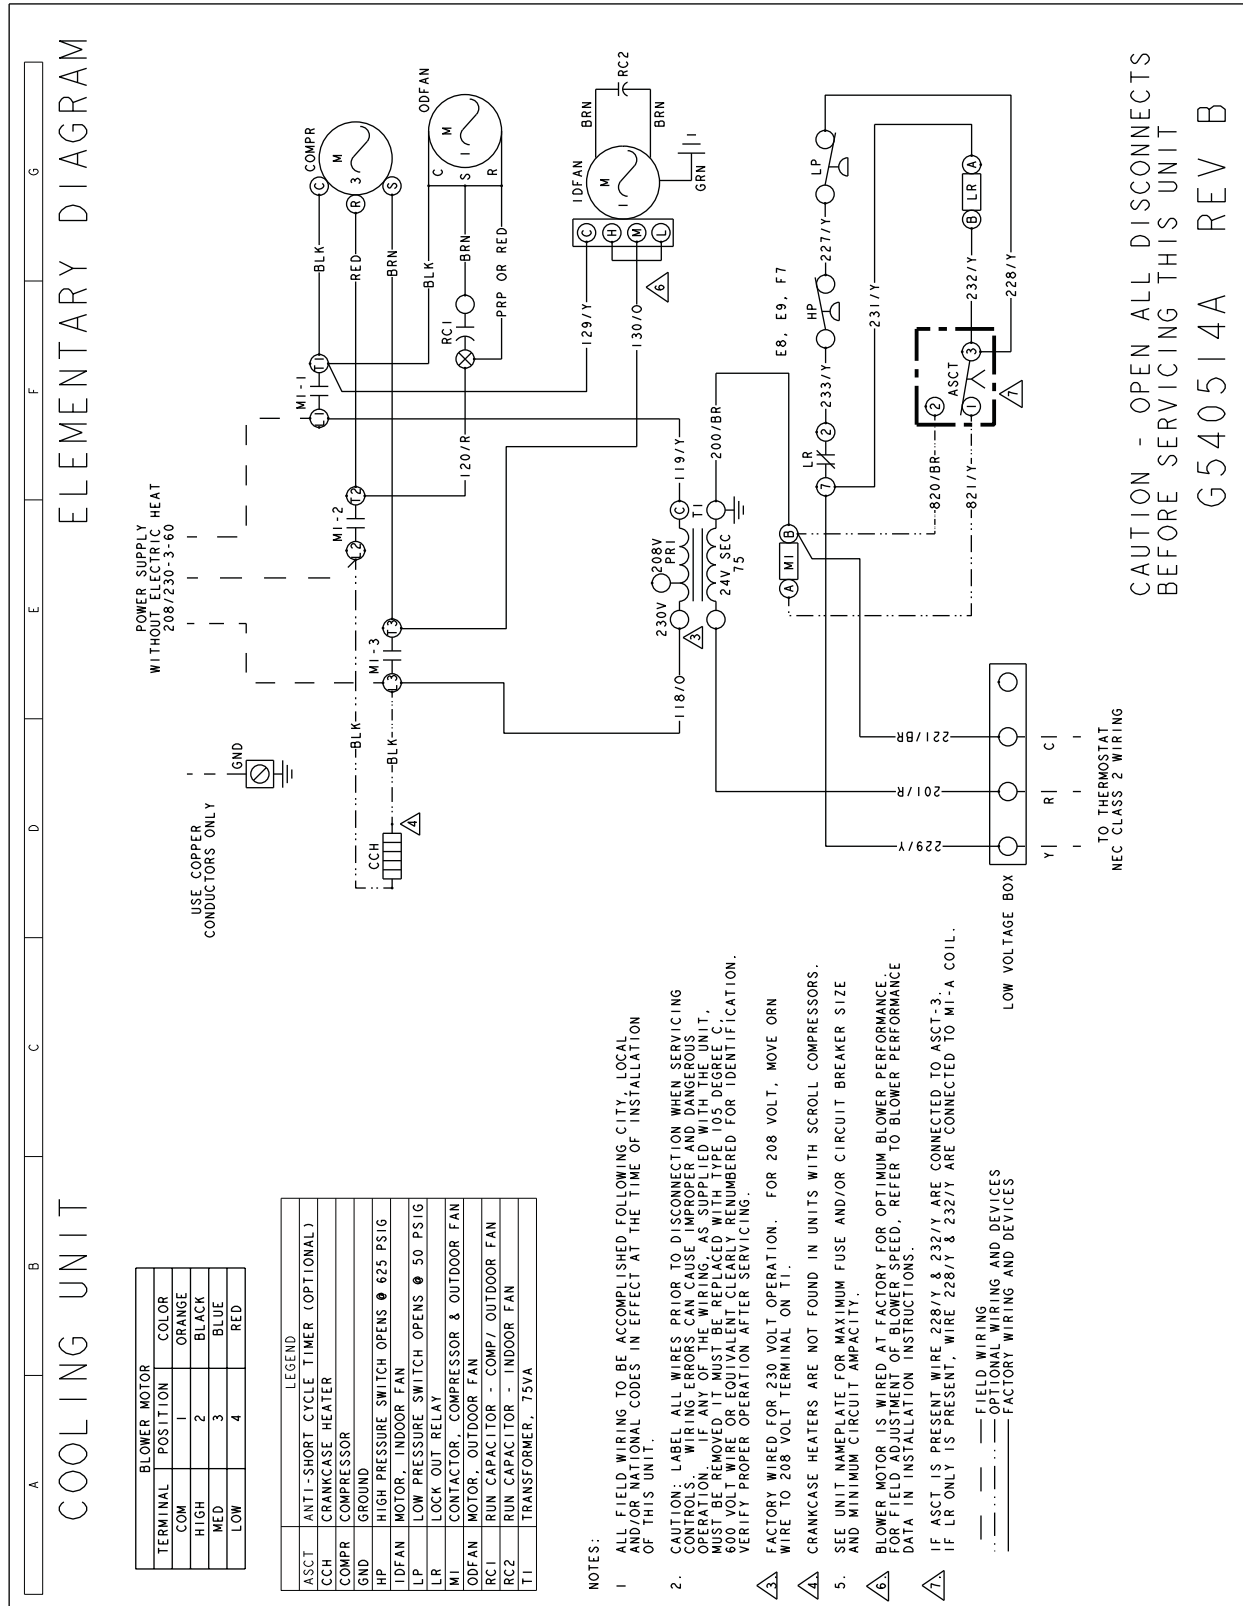 A B C D E F G
COOLING UNIT
ELEMENTARY DIAGRAM
BLOWER MOTOR
TERMINAL POSITION COLOR
COM 1 ORANGE
HIGH 2 BLACK
MED 3 BLUE
LOW 4 RED
LEGEND
ASCT ANTI-SHORT CYCLE TIMER (OPTIONAL)
CCH CRANKCASE HEATER
COMPR COMPRESSOR
GND GROUND
HP HIGH PRESSURE SWITCH OPENS @ 625 PSIG
IDFAN MOTOR, INDOOR FAN
LP LOW PRESSURE SWITCH OPENS @ 50 PSIG
LR LOCK OUT RELAY
M1 CONTACTOR, COMPRESSOR & OUTDOOR FAN
ODFAN MOTOR, OUTDOOR FAN
RC1 RUN CAPACITOR - COMP/ OUTDOOR FAN
RC2 RUN CAPACITOR - INDOOR FAN
T1 TRANSFORMER, 75VA
NOTES:
1 ALL FIELD WIRING TO BE ACCOMPLISHED FOLLOWING CITY, LOCAL
AND/OR NATIONAL CODES IN EFFECT AT THE TIME OF INSTALLATION
OF THIS UNIT.
2. CAUTION: LABEL ALL WIRES PRIOR TO DISCONNECTION WHEN SERVICING
CONTROLS. WIRING ERRORS CAN CAUSE IMPROPER AND DANGEROUS
OPERATION. IF ANY OF THE WIRING, AS SUPPLIED WITH THE UNIT,
MUST BE REMOVED IT MUST BE REPLACED WITH TYPE 105 DEGREE C,
600 VOLT WIRE OR EQUIVALENT CLEARLY RENUMBERED FOR IDENTIFICATION.
VERIFY PROPER OPERATION AFTER SERVICING.
3. FACTORY WIRED FOR 230 VOLT OPERATION. FOR 208 VOLT, MOVE ORN
WIRE TO 208 VOLT TERMINAL ON T1.
4. CRANKCASE HEATERS ARE NOT FOUND IN UNITS WITH SCROLL COMPRESSORS.
5. SEE UNIT NAMEPLATE FOR MAXIMUM FUSE AND/OR CIRCUIT BREAKER SIZE
AND MINIMUM CIRCUIT AMPACITY.
6. BLOWER MOTOR IS WIRED AT FACTORY FOR OPTIMUM BLOWER PERFORMANCE.
FOR FIELD ADJUSTMENT OF BLOWER SPEED, REFER TO BLOWER PERFORMANCE
DATA IN INSTALLATION INSTRUCTIONS.
7. IF ASCT IS PRESENT WIRE 228/Y & 232/Y ARE CONNECTED TO ASCT-3.
IF LR ONLY IS PRESENT, WIRE 228/Y & 232/Y ARE CONNECTED TO M1-A COIL.
FIELD WIRING
OPTIONAL WIRING AND DEVICES
FACTORY WIRING AND DEVICES
USE COPPER
CONDUCTORS ONLY
GND
POWER SUPPLY
WITHOUT ELECTRIC HEAT
208/230-3-60
L1 M1-1 T1 BLK C COMPR
L2 M1-2 T2 RED R 3 M
L3 M1-3 T3 BRN S
BLK
BLK
CCH
4
BLK C ODFAN
120/R RC1 BRN S 1 M
PRP OR RED R
129/Y C IDFAN
H
130/O M 1 M
L
6
BRN
BRN
RC2
GRN
118/O 230V 208V PRI C 119/Y
3
24V SEC
75
T1
200/BR
A M1 B
E8, E9, F7
7 LR 2 233/Y HP 227/Y LP
231/Y
820/BR 2
821/Y 1 ASCT 3 232/Y B LR A
228/Y
7
221/BR
201/R
229/Y
Y R C
LOW VOLTAGE BOX
TO THERMOSTAT
NEC CLASS 2 WIRING
CAUTION - OPEN ALL DISCONNECTS
BEFORE SERVICING THIS UNIT
G540514A REV B